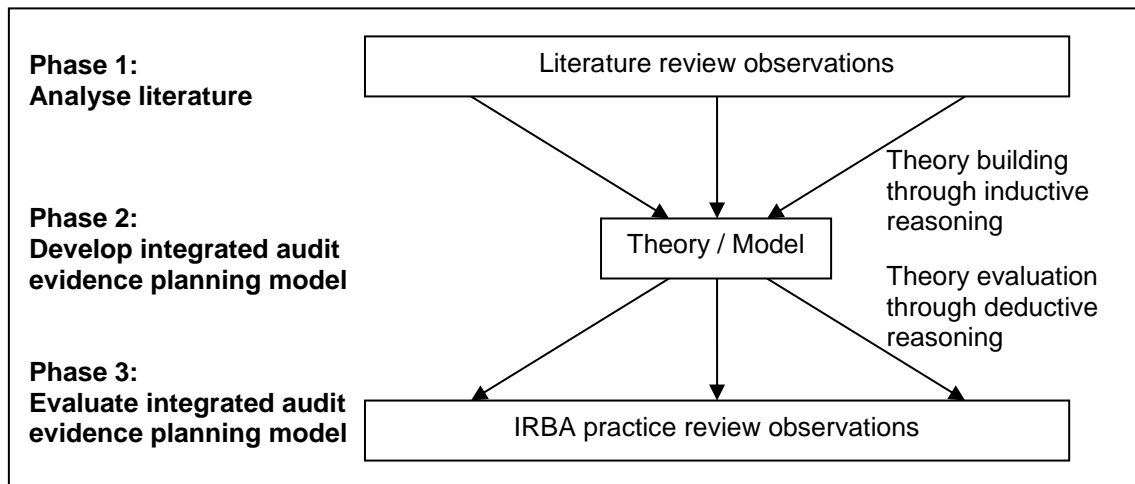 Phase 1:
Analyse literature
Literature review observations
Theory building
through inductive
reasoning
Phase 2:
Develop integrated audit
evidence planning model
Theory / Model
Theory evaluation
through deductive
reasoning
Phase 3:
Evaluate integrated audit
evidence planning model
IRBA practice review observations